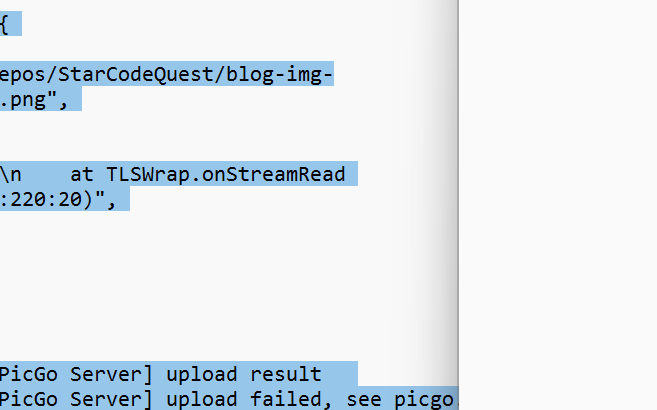 {
epos/StarCodeQuest/blog-img-
.png",
\n    at TLSWrap.onStreamRead
:220:20)",
PicGo Server] upload result
PicGo Server] upload failed, see picgo